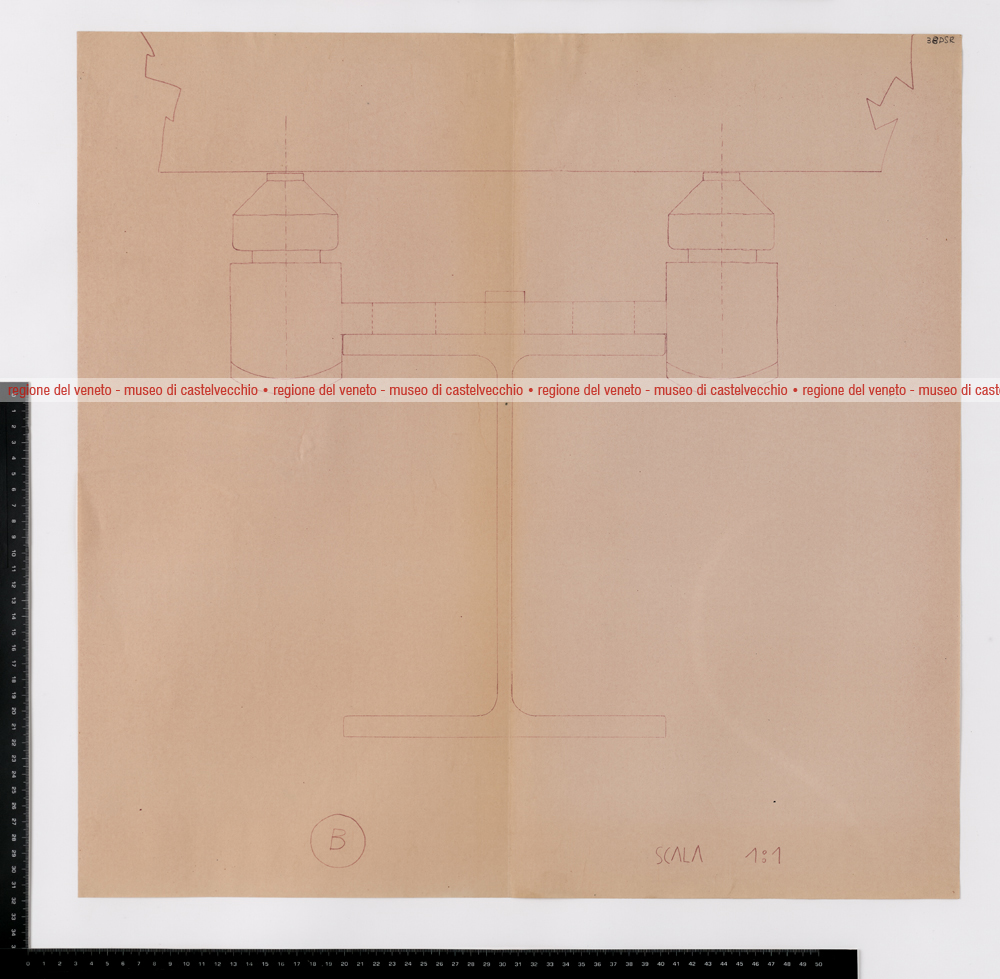 3BDSR
regione del veneto - museo di castelvecchio • regione del veneto - museo di castelvecchio • regione del veneto - museo di castelvecchio • regione del veneto - museo di cast
B
SCALA 1:1
0 1 2 3 4 5 6 7 8 9 10 11 12 13 14 15 16 17 18 19 20 21 22 23 24 25 26 27 28 29 30 31 32 33 34 35 36 37 38 39 40 41 42 43 44 45 46 47 48 49 50